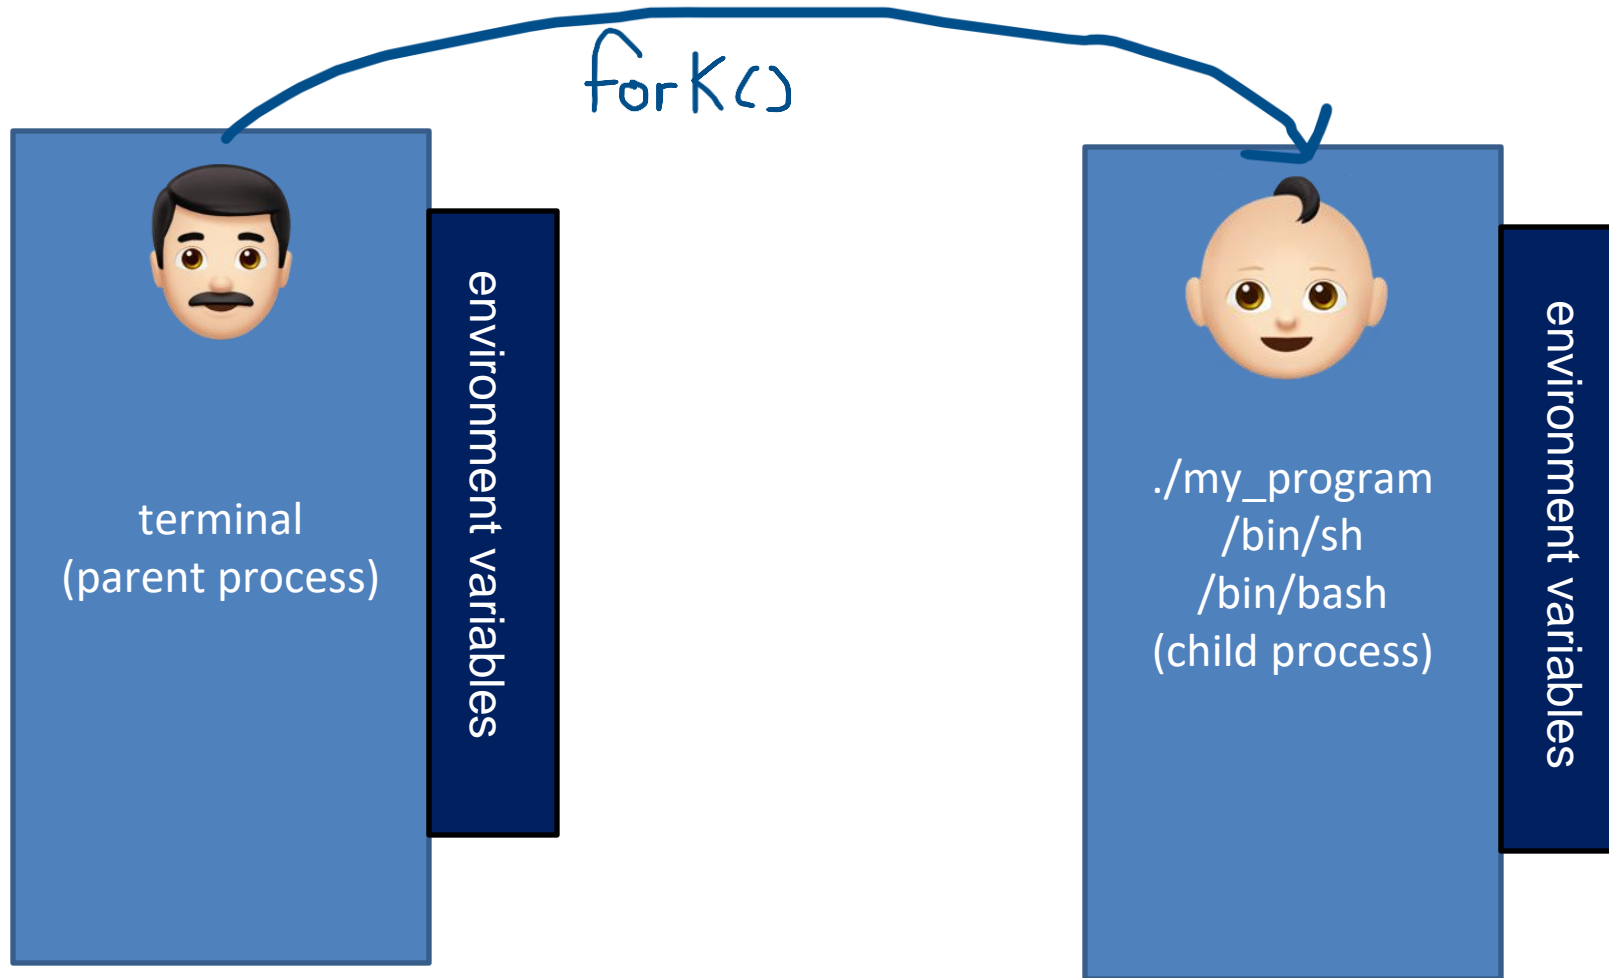 fork()
terminal
(parent process)
environment variables
./my_program
/bin/sh
/bin/bash
(child process)
environment variables